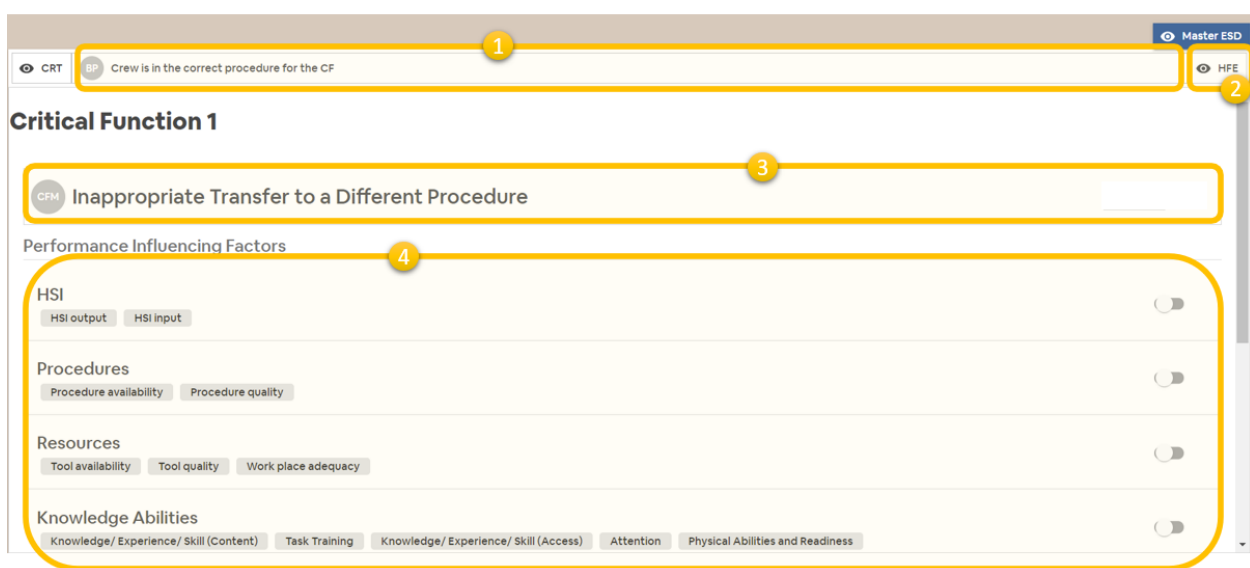 Master ESD
1
CRT BP Crew is in the correct procedure for the CF HFE
2
Critical Function 1
3
CFM Inappropriate Transfer to a Different Procedure
Performance Influencing Factors
4
HSI
HSI output HSI input
Procedures
Procedure availability Procedure quality
Resources
Tool availability Tool quality Work place adequacy
Knowledge Abilities
Knowledge/ Experience/ Skill (Content) Task Training Knowledge/ Experience/ Skill (Access) Attention Physical Abilities and Readiness